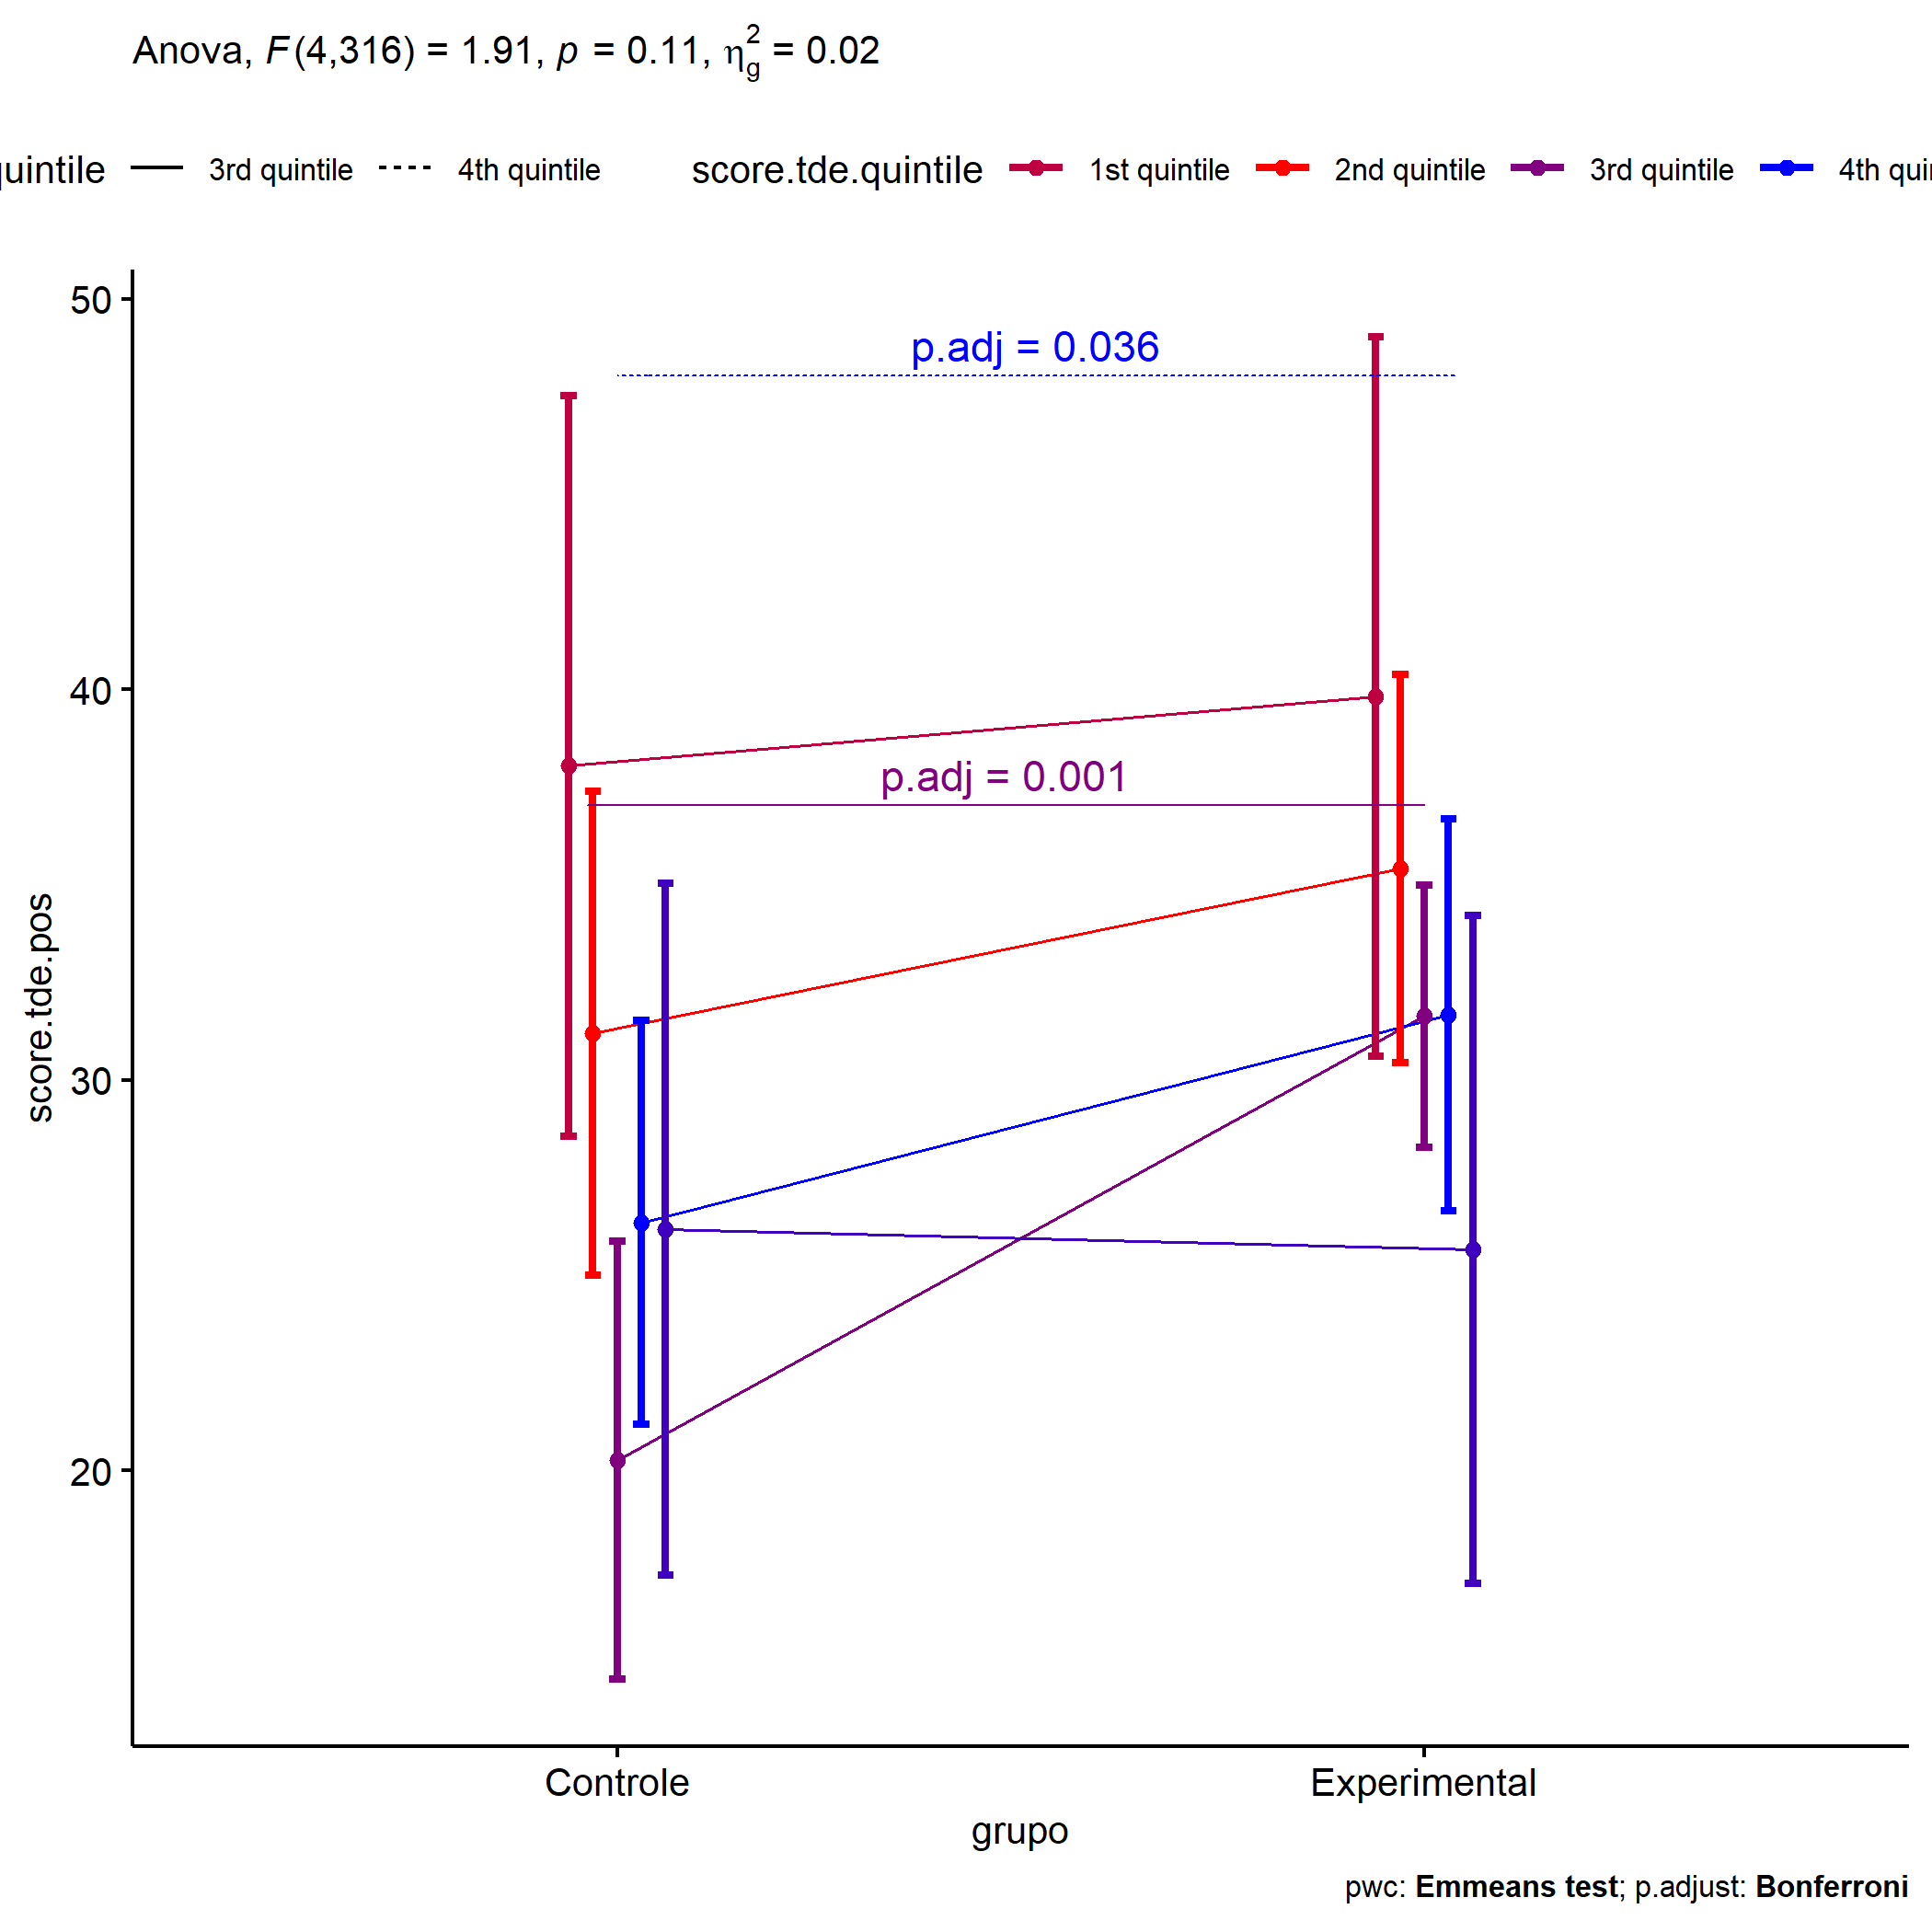 Anova, F(4,316) = 1.91, p = 0.11, η²g = 0.02
3rd quintile 4th quintile score.tde.quintile 1st quintile 2nd quintile 3rd quintile 4th
50
p.adj = 0.036
40
p.adj = 0.001
30
20
score.tde.pos
Controle Experimental
grupo
pwc: Emmeans test; p.adjust: Bonferroni